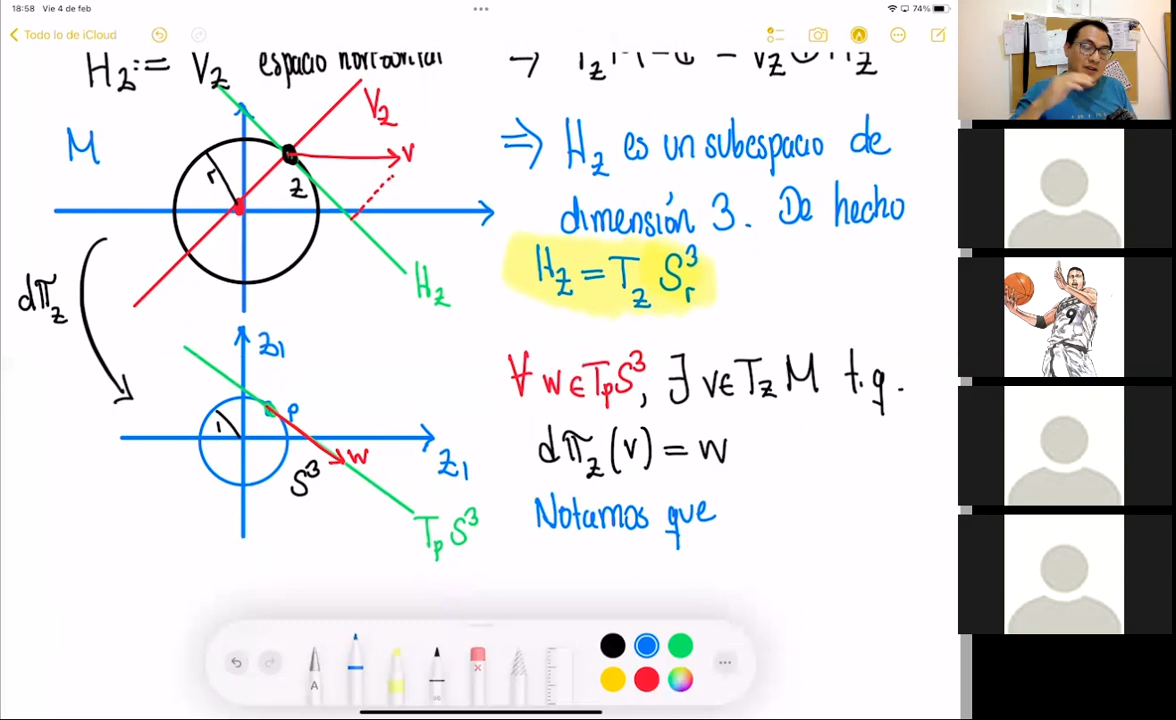 18:58 Vie 4 de feb
74%
Todo lo de iCloud
H_z := V_z espacio
V_z
M
v
r
z
⇒ H_z es un subespacio de
dimensión 3. De hecho
H_z = T_z S_r^3
dπ_z
H_z
z_1
∀ w ∈ T_p S^3, ∃ v ∈ T_z M t.q.
p
1
w
z_1
dπ_z(v) = w
S^3
Notamos que
T_p S^3
9
A